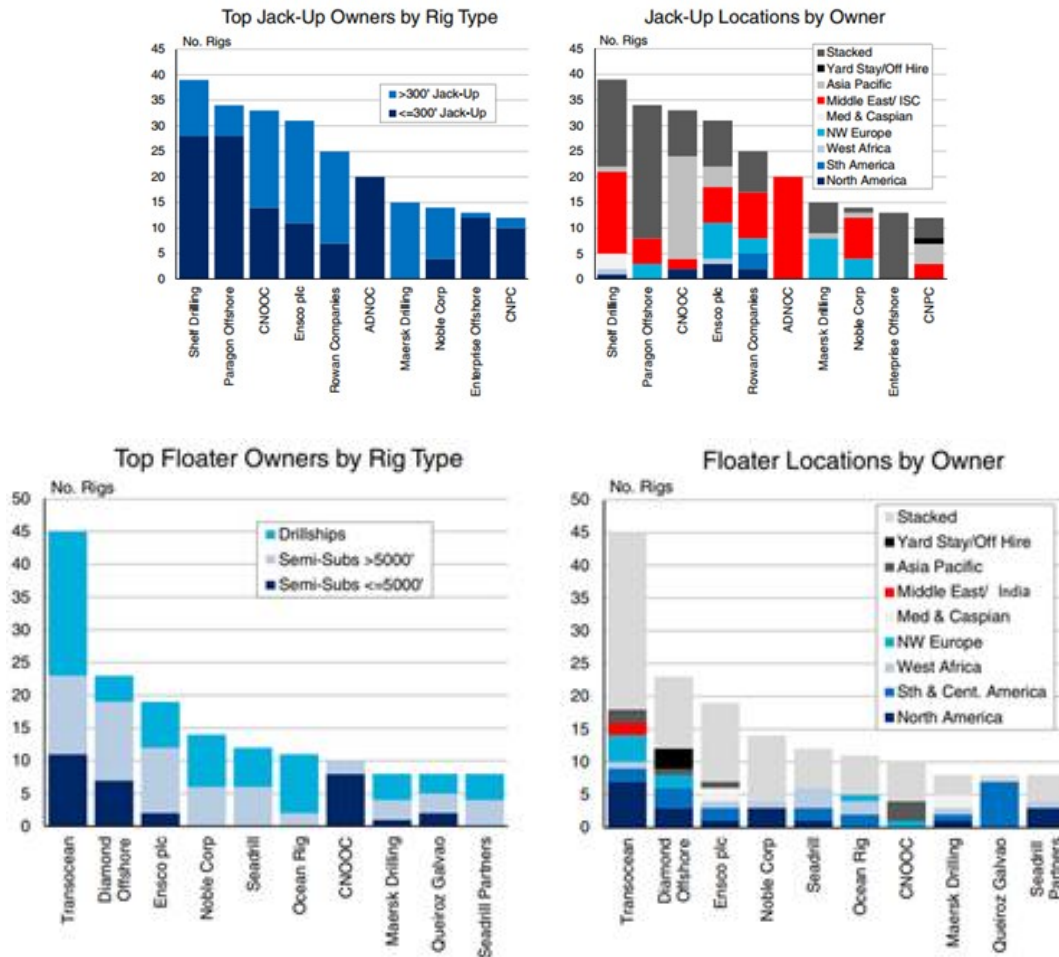 Top Jack-Up Owners by Rig Type
No. Rigs
45
40
35
30
25
20
15
10
5
0
>300' Jack-Up
<=300' Jack-Up
Shelf Drilling
Paragon Offshore
CNOOC
Ensco plc
Rowan Companies
ADNOC
Maersk Drilling
Noble Corp
Enterprise Offshore
CNPC
Jack-Up Locations by Owner
No. Rigs
45
40
35
30
25
20
15
10
5
0
Stacked
Yard Stay/Off Hire
Asia Pacific
Middle East/ ISC
Med & Caspian
NW Europe
West Africa
Sth America
North America
Shelf Drilling
Paragon Offshore
CNOOC
Ensco plc
Rowan Companies
ADNOC
Maersk Drilling
Noble Corp
Enterprise Offshore
CNPC
Top Floater Owners by Rig Type
No. Rigs
50
45
40
35
30
25
20
15
10
5
0
Drillships
Semi-Subs >5000'
Semi-Subs <=5000'
Transocean
Diamond
Offshore
Ensco plc
Noble Corp
Seadrill
Ocean Rig
CNOOC
Maersk Drilling
Queiroz Galvao
Seadrill Partners
Floater Locations by Owner
No. Rigs
50
45
40
35
30
25
20
15
10
5
0
Stacked
Yard Stay/Off Hire
Asia Pacific
Middle East/ India
Med & Caspian
NW Europe
West Africa
Sth & Cent. America
North America
Transocean
Diamond
Offshore
Ensco plc
Noble Corp
Seadrill
Ocean Rig
CNOOC
Maersk Drilling
Queiroz Galvao
Seadrill
Partners